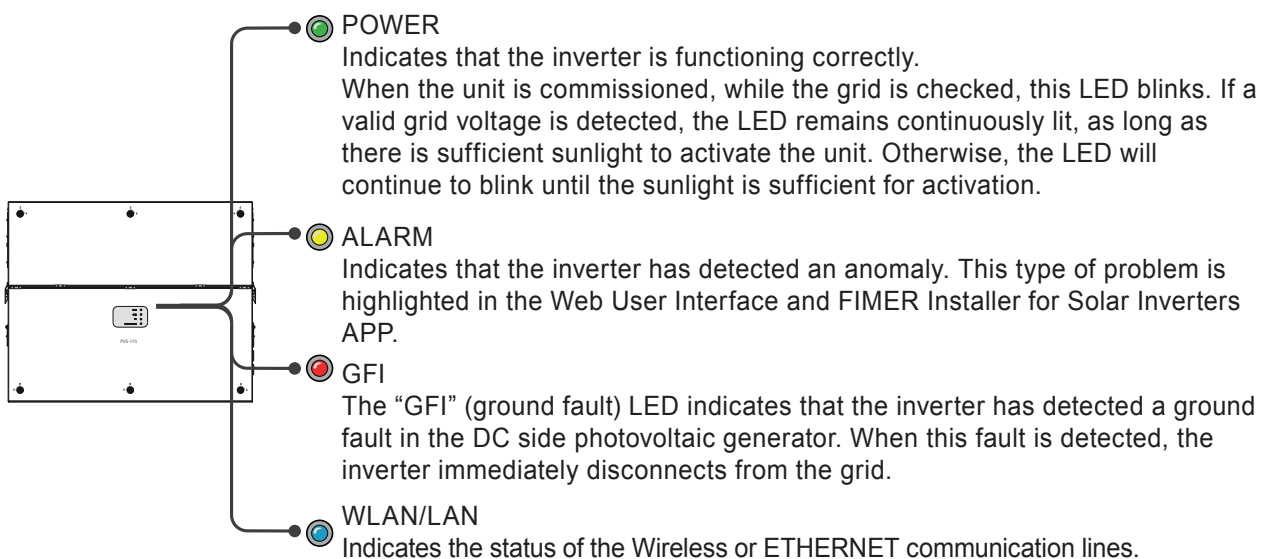 POWER
Indicates that the inverter is functioning correctly.
When the unit is commissioned, while the grid is checked, this LED blinks. If a
valid grid voltage is detected, the LED remains continuously lit, as long as
there is sufficient sunlight to activate the unit. Otherwise, the LED will
continue to blink until the sunlight is sufficient for activation.
ALARM
Indicates that the inverter has detected an anomaly. This type of problem is
highlighted in the Web User Interface and FIMER Installer for Solar Inverters
APP.
PVS-175
GFI
The “GFI” (ground fault) LED indicates that the inverter has detected a ground
fault in the DC side photovoltaic generator. When this fault is detected, the
inverter immediately disconnects from the grid.
WLAN/LAN
Indicates the status of the Wireless or ETHERNET communication lines.